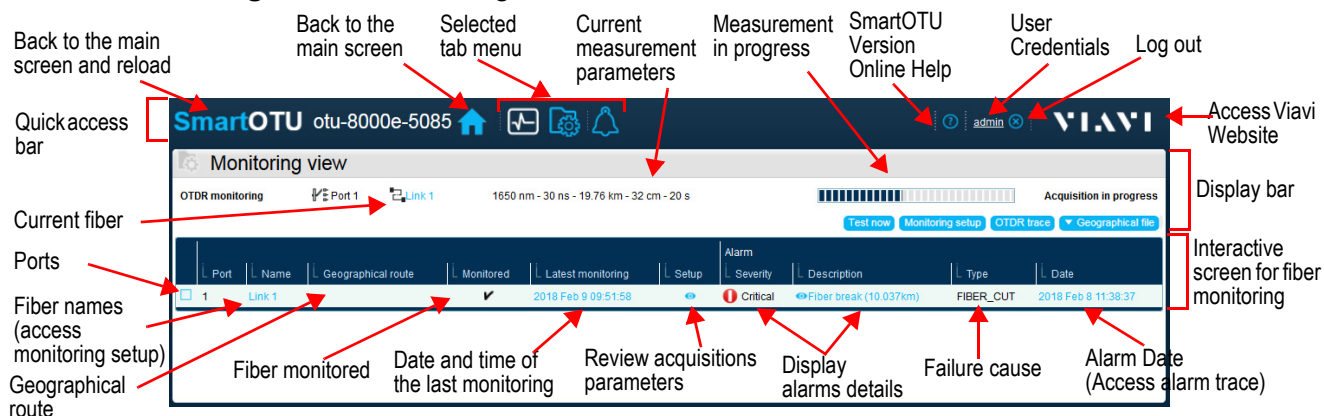 Back to the main
screen and reload
Back to the
main screen
Selected
tab menu
Current
measurement
parameters
Measurement
in progress
SmartOTU
Version
Online Help
User
Credentials
Log out
Quick access
bar
SmartOTU otu-8000e-5085
? admin
VIAVI
Access Viavi
Website
Monitoring view
OTDR monitoring Port 1 Link 1 1650 nm - 30 ns - 19.76 km - 32 cm - 20 s Acquisition in progress
Display bar
Current fiber
Test now Monitoring setup OTDR trace Geographical file
Alarm
Port Name Geographical route Monitored Latest monitoring Setup Severity Description Type Date
1 Link 1 2018 Feb 9 09:51:58 Critical Fiber break (10.037km) FIBER_CUT 2018 Feb 8 11:38:37
Interactive
screen for fiber
monitoring
Ports
Fiber names
(access
monitoring setup)
Geographical
route
Fiber monitored
Date and time of
the last monitoring
Review acquisitions
parameters
Display
alarms details
Failure cause
Alarm Date
(Access alarm trace)